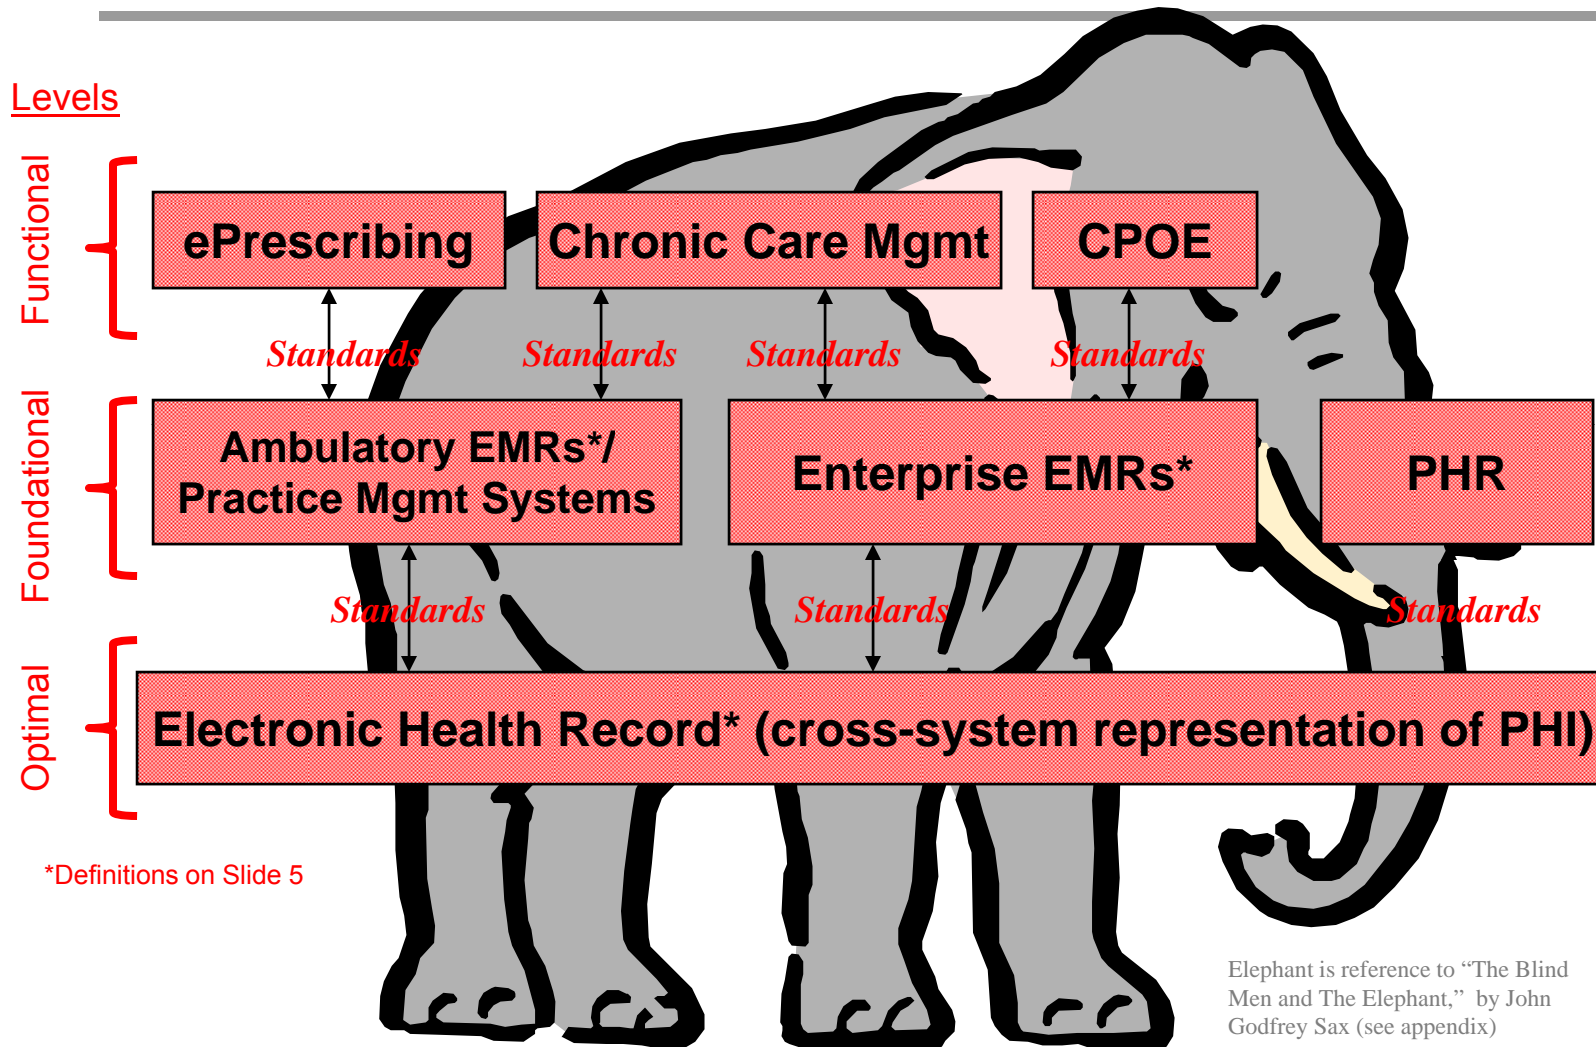 Levels
Functional
ePrescribing
Chronic Care Mgmt
CPOE
Standards
Standards
Standards
Standards
Foundational
Ambulatory EMRs*/
Practice Mgmt Systems
Enterprise EMRs*
PHR
Standards
Standards
Standards
Optimal
Electronic Health Record* (cross-system representation of PHI)
*Definitions on Slide 5
Elephant is reference to “The Blind
Men and The Elephant,” by John
Godfrey Sax (see appendix)